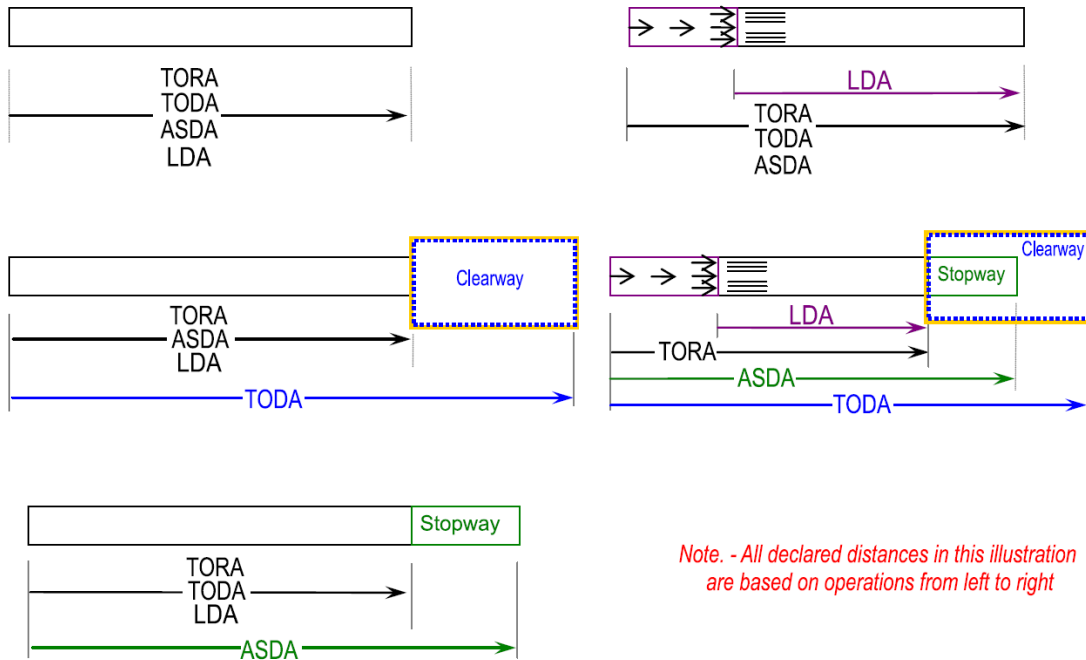 TORA
TODA
ASDA
LDA
LDA
TORA
TODA
ASDA
Clearway
TORA
ASDA
LDA
TODA
Clearway
Stopway
LDA
TORA
ASDA
TODA
Stopway
TORA
TODA
LDA
ASDA
Note. - All declared distances in this illustration
are based on operations from left to right